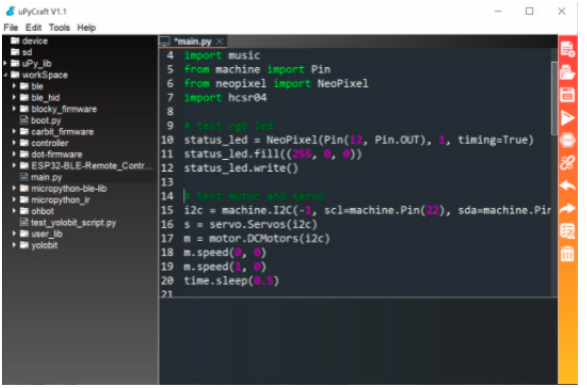 uPyCraft V1.1
File Edit Tools Help
device
sd
uPy_lib
workSpace
ble
ble_hid
blocky_firmware
boot.py
carbit_firmware
controller
dot-firmware
ESP32-BLE-Remote_Contr...
main.py
micropython-ble-lib
micropython_ir
ohbot
test_yolobit_script.py
user_lib
yolobit
*main.py
4 import music
5 from machine import Pin
6 from neopixel import NeoPixel
7 import hcsr04
8
9 # test rgb led
10 status_led = NeoPixel(Pin(12, Pin.OUT), 1, timing=True)
11 status_led.fill((255, 0, 0))
12 status_led.write()
13
14 # test motor and servo
15 i2c = machine.I2C(-1, scl=machine.Pin(22), sda=machine.Pin
16 s = servo.Servos(i2c)
17 m = motor.DCMotors(i2c)
18 m.speed(0, 0)
19 m.speed(1, 0)
20 time.sleep(0.5)
21